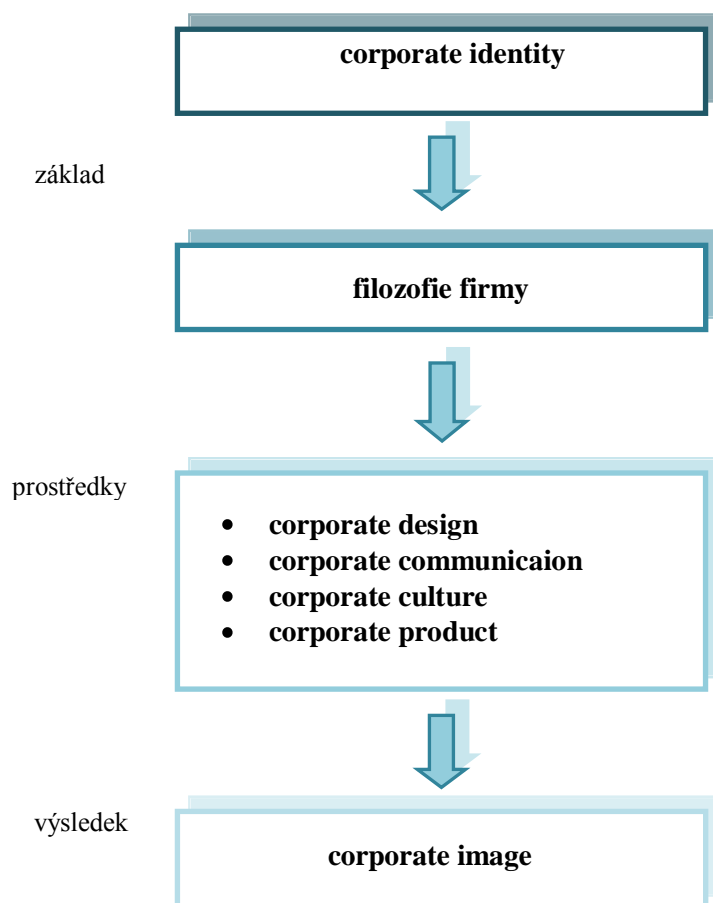 corporate identity
základ
filozofie firmy
prostředky
• corporate design
• corporate communicaion
• corporate culture
• corporate product
výsledek
corporate image